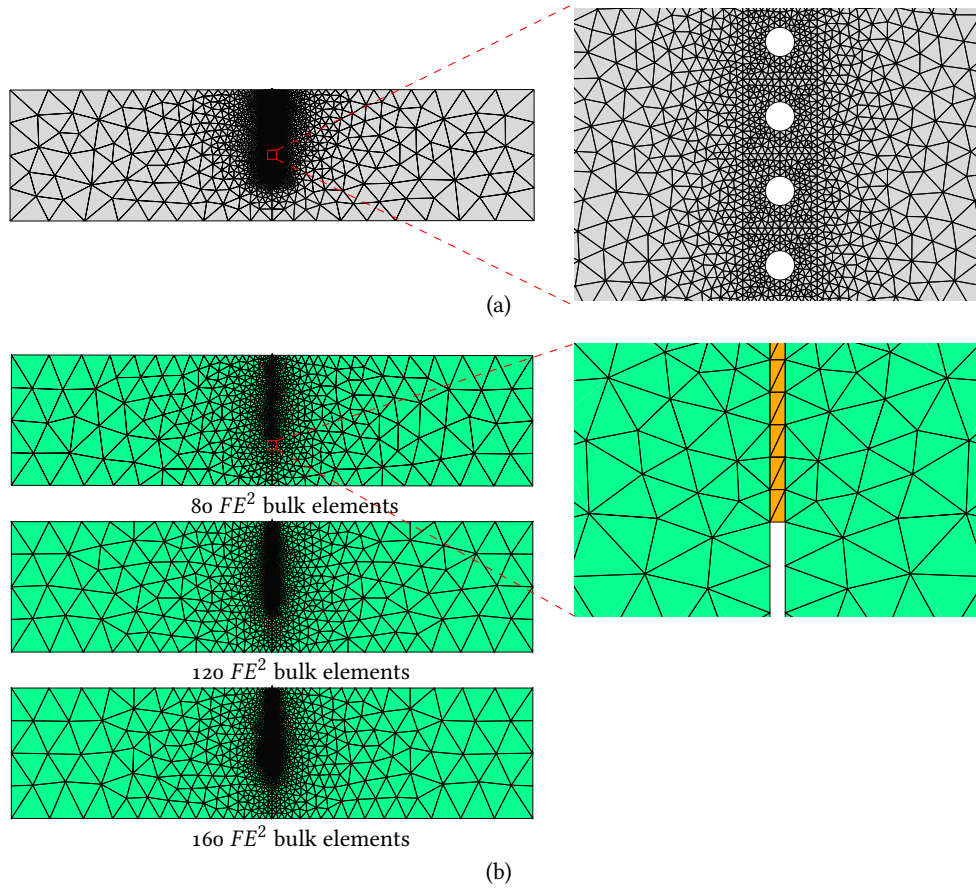 (a)
80 FE² bulk elements
120 FE² bulk elements
160 FE² bulk elements
(b)